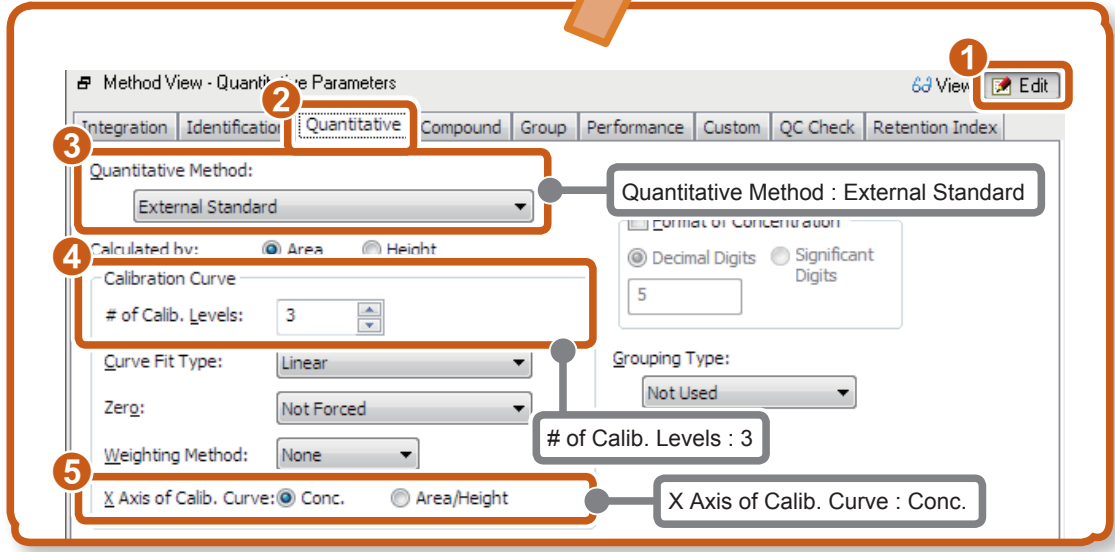 1
Method View - Quantitative Parameters
View Edit
2
Integration Identification Quantitative Compound Group Performance Custom QC Check Retention Index
3
Quantitative Method:
External Standard
Quantitative Method : External Standard
Format of Concentration
Calculated by: Area Height
Decimal Digits Significant Digits
5
4
Calibration Curve
# of Calib. Levels: 3
Curve Fit Type: Linear
Grouping Type:
Not Used
Zero: Not Forced
# of Calib. Levels : 3
Weighting Method: None
5
X Axis of Calib. Curve: Conc. Area/Height
X Axis of Calib. Curve : Conc.